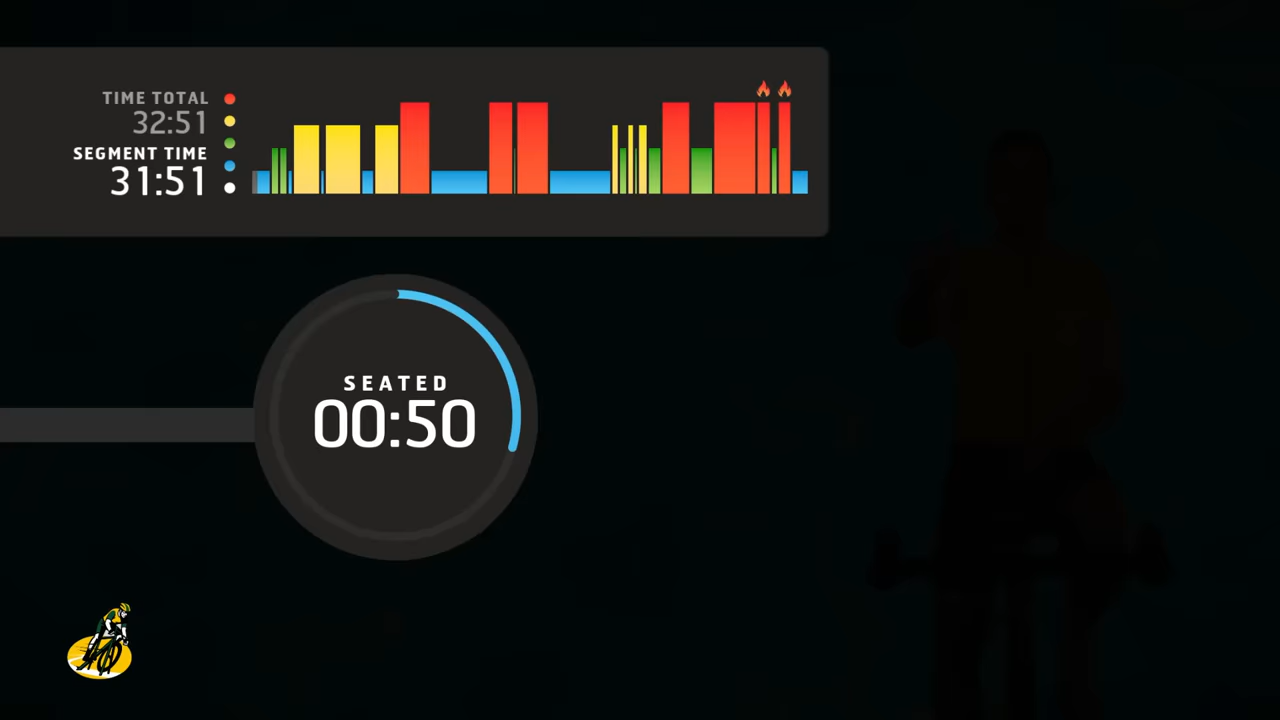 TIME TOTAL
32:51
SEGMENT TIME
31:51
SEATED
00:50